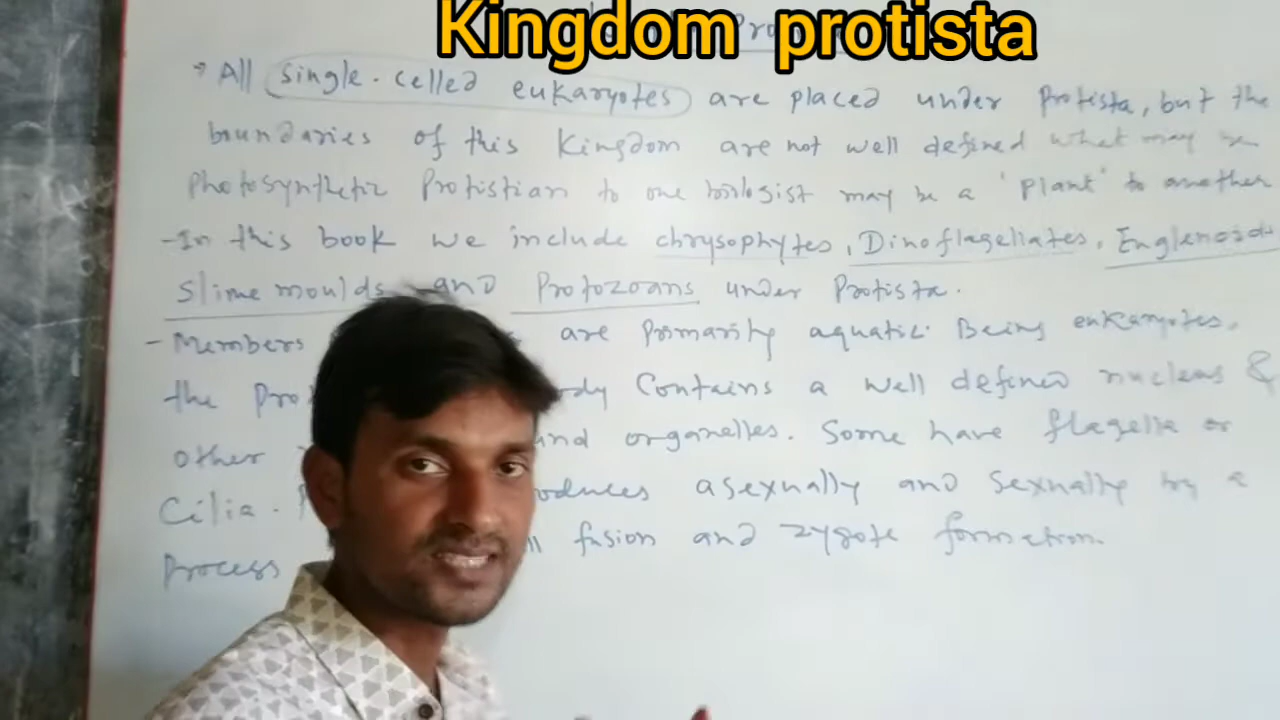 Kingdom protista
All single-celled eukaryotes are placed under Protista, but the
boundaries of this Kingdom are not well defined what may be
Photosynthetic Protistian to one biologist may be a 'Plant' to another
- In this book we include chrysophytes, Dinoflagellates, Euglenoids
Slime moulds and Protozoans under Protista.
- Members are Primarity aquatic. Being eukaryotes,
the contains a well defined nucleus &
other organelles. Some have flagella or
Cilia. asexually and sexually by a
Process fusion and zygote formation.